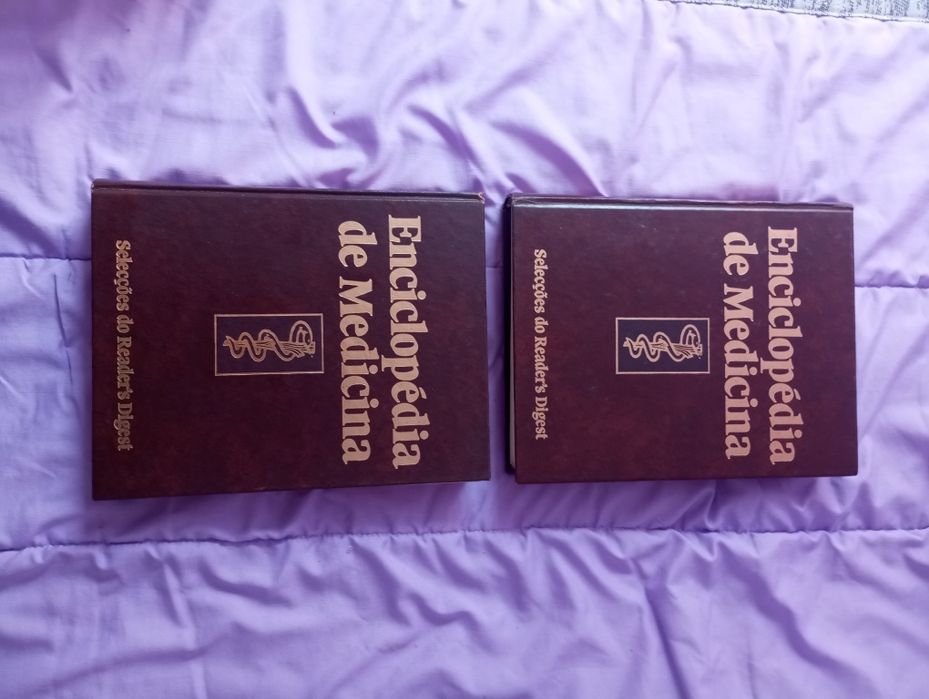 Enciclopédia
de Medicina
Selecções do Reader's Digest
Enciclopédia
de Medicina
Selecções do Reader's Digest